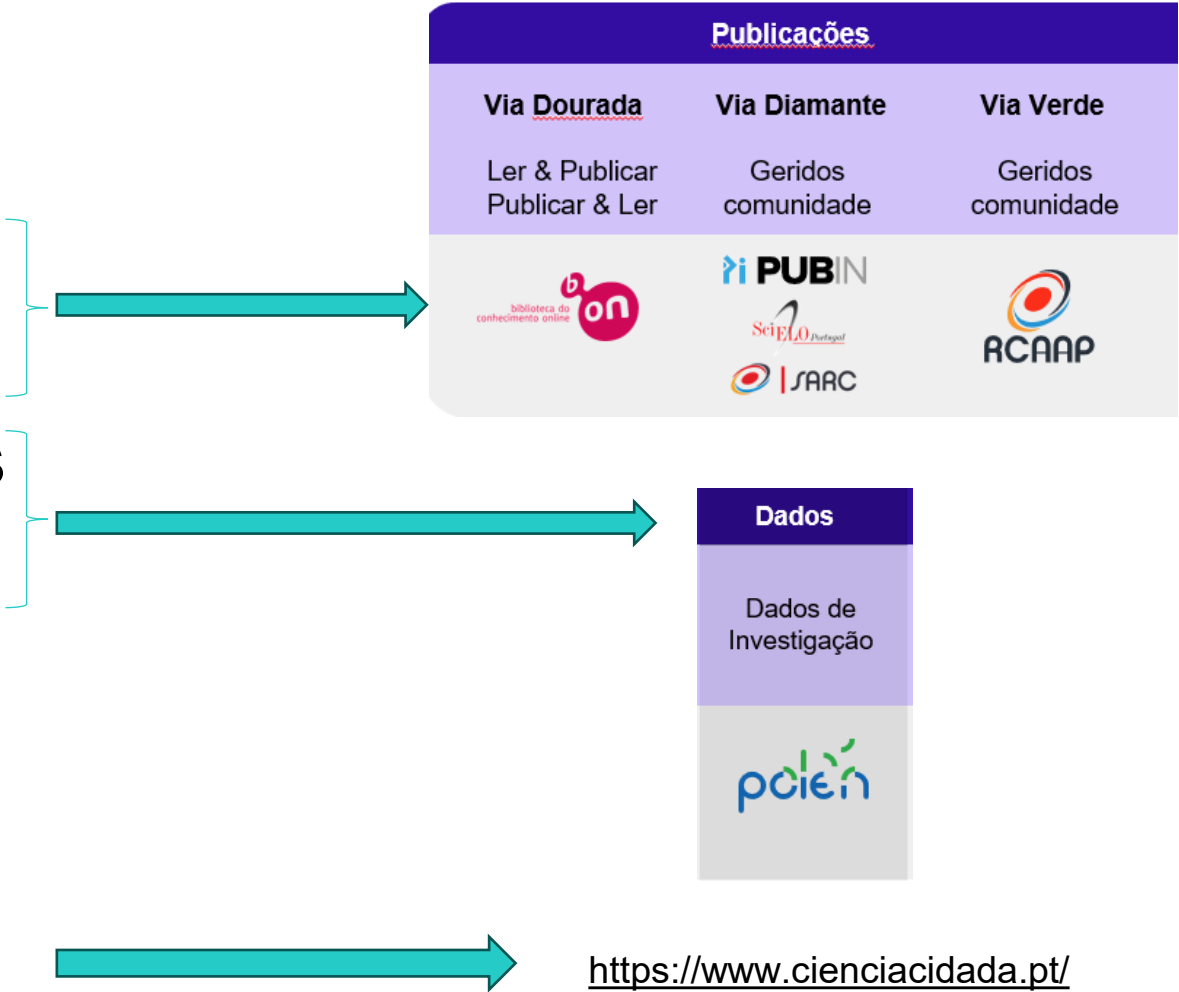 Publicações
Via Dourada
Via Diamante
Via Verde
Ler & Publicar
Publicar & Ler
Geridos
comunidade
Geridos
comunidade
biblioteca do
conhecimento online
b on
PUBIN
SciELO Portugal
SARC
RCAAP
s
Dados
Dados de
Investigação
polen
https://www.cienciacidada.pt/